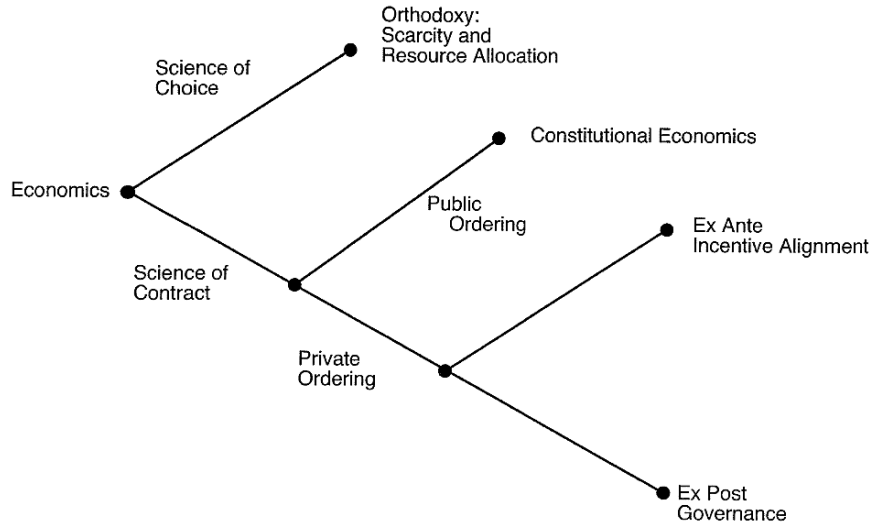 Orthodoxy:
Scarcity and
Resource Allocation
Science of
Choice
Constitutional Economics
Economics
Public
Ordering
Ex Ante
Incentive Alignment
Science of
Contract
Private
Ordering
Ex Post
Governance